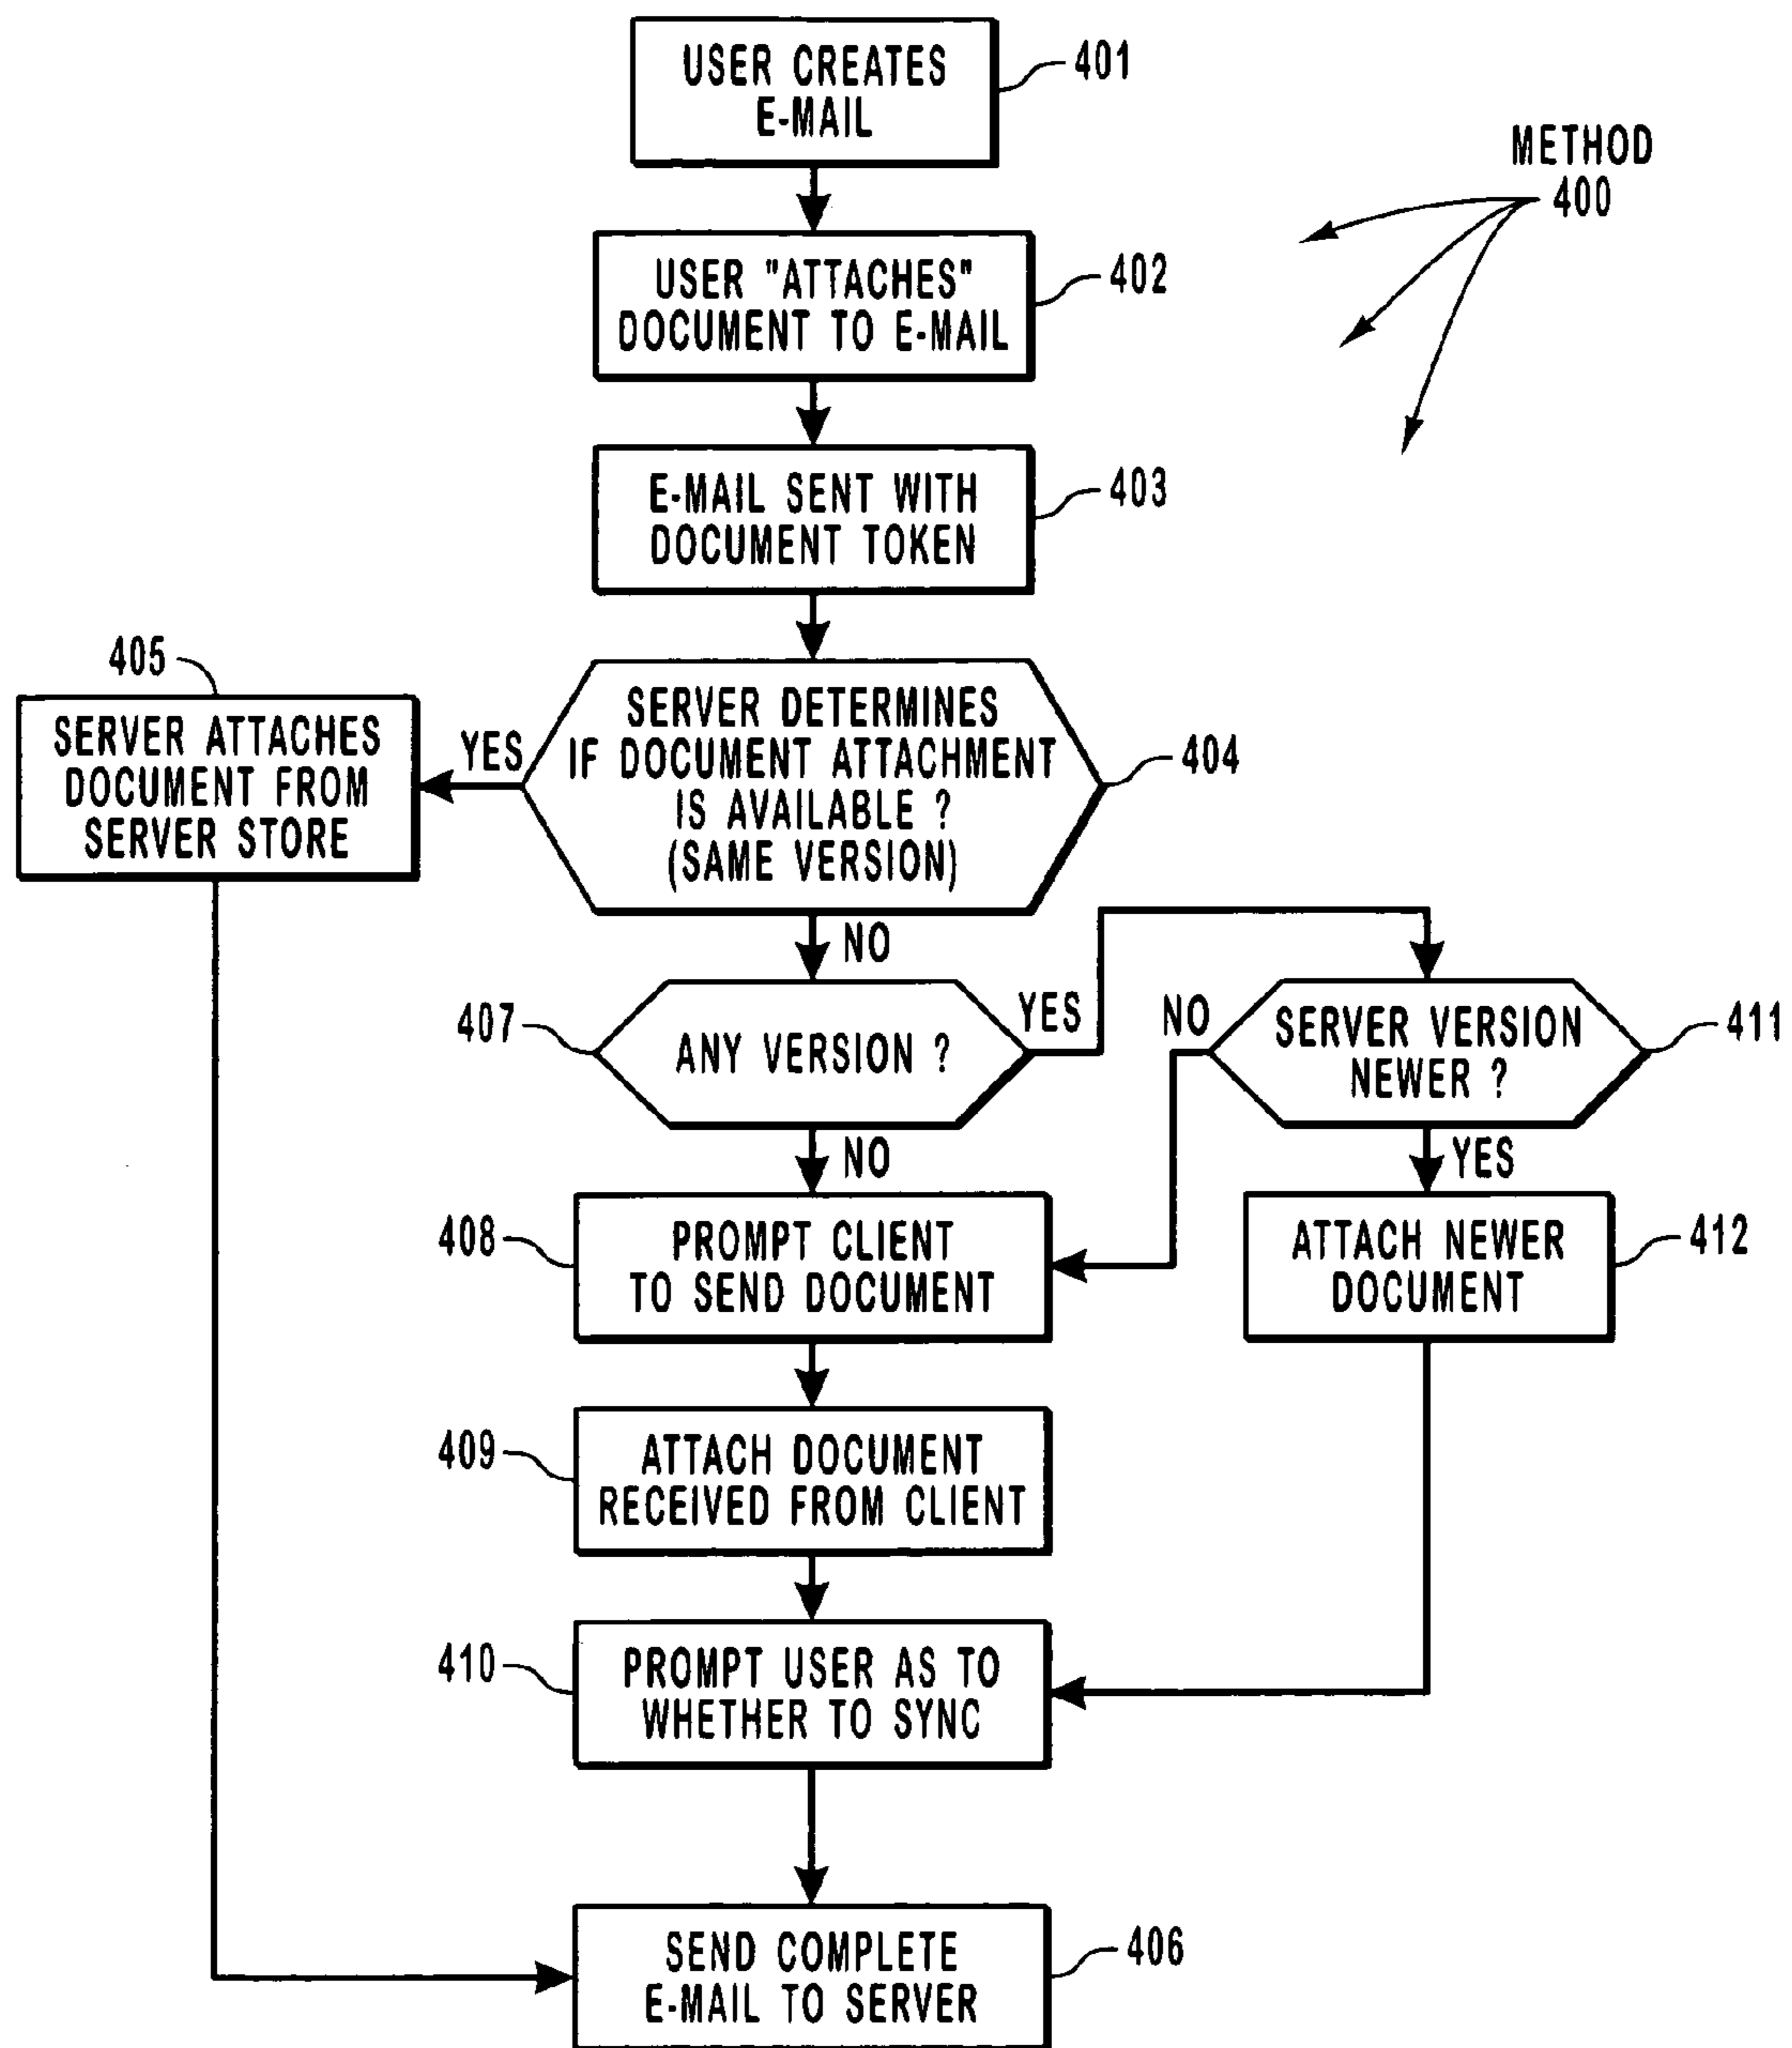 USER CREATES
E-MAIL
401
METHOD
400
USER "ATTACHES"
DOCUMENT TO E-MAIL
402
E-MAIL SENT WITH
DOCUMENT TOKEN
403
405
SERVER ATTACHES
DOCUMENT FROM
SERVER STORE
YES
SERVER DETERMINES
IF DOCUMENT ATTACHMENT
IS AVAILABLE ?
(SAME VERSION)
404
NO
407
ANY VERSION ?
YES
NO
SERVER VERSION
NEWER ?
411
NO
YES
408
PROMPT CLIENT
TO SEND DOCUMENT
ATTACH NEWER
DOCUMENT
412
409
ATTACH DOCUMENT
RECEIVED FROM CLIENT
410
PROMPT USER AS TO
WHETHER TO SYNC
SEND COMPLETE
E-MAIL TO SERVER
406